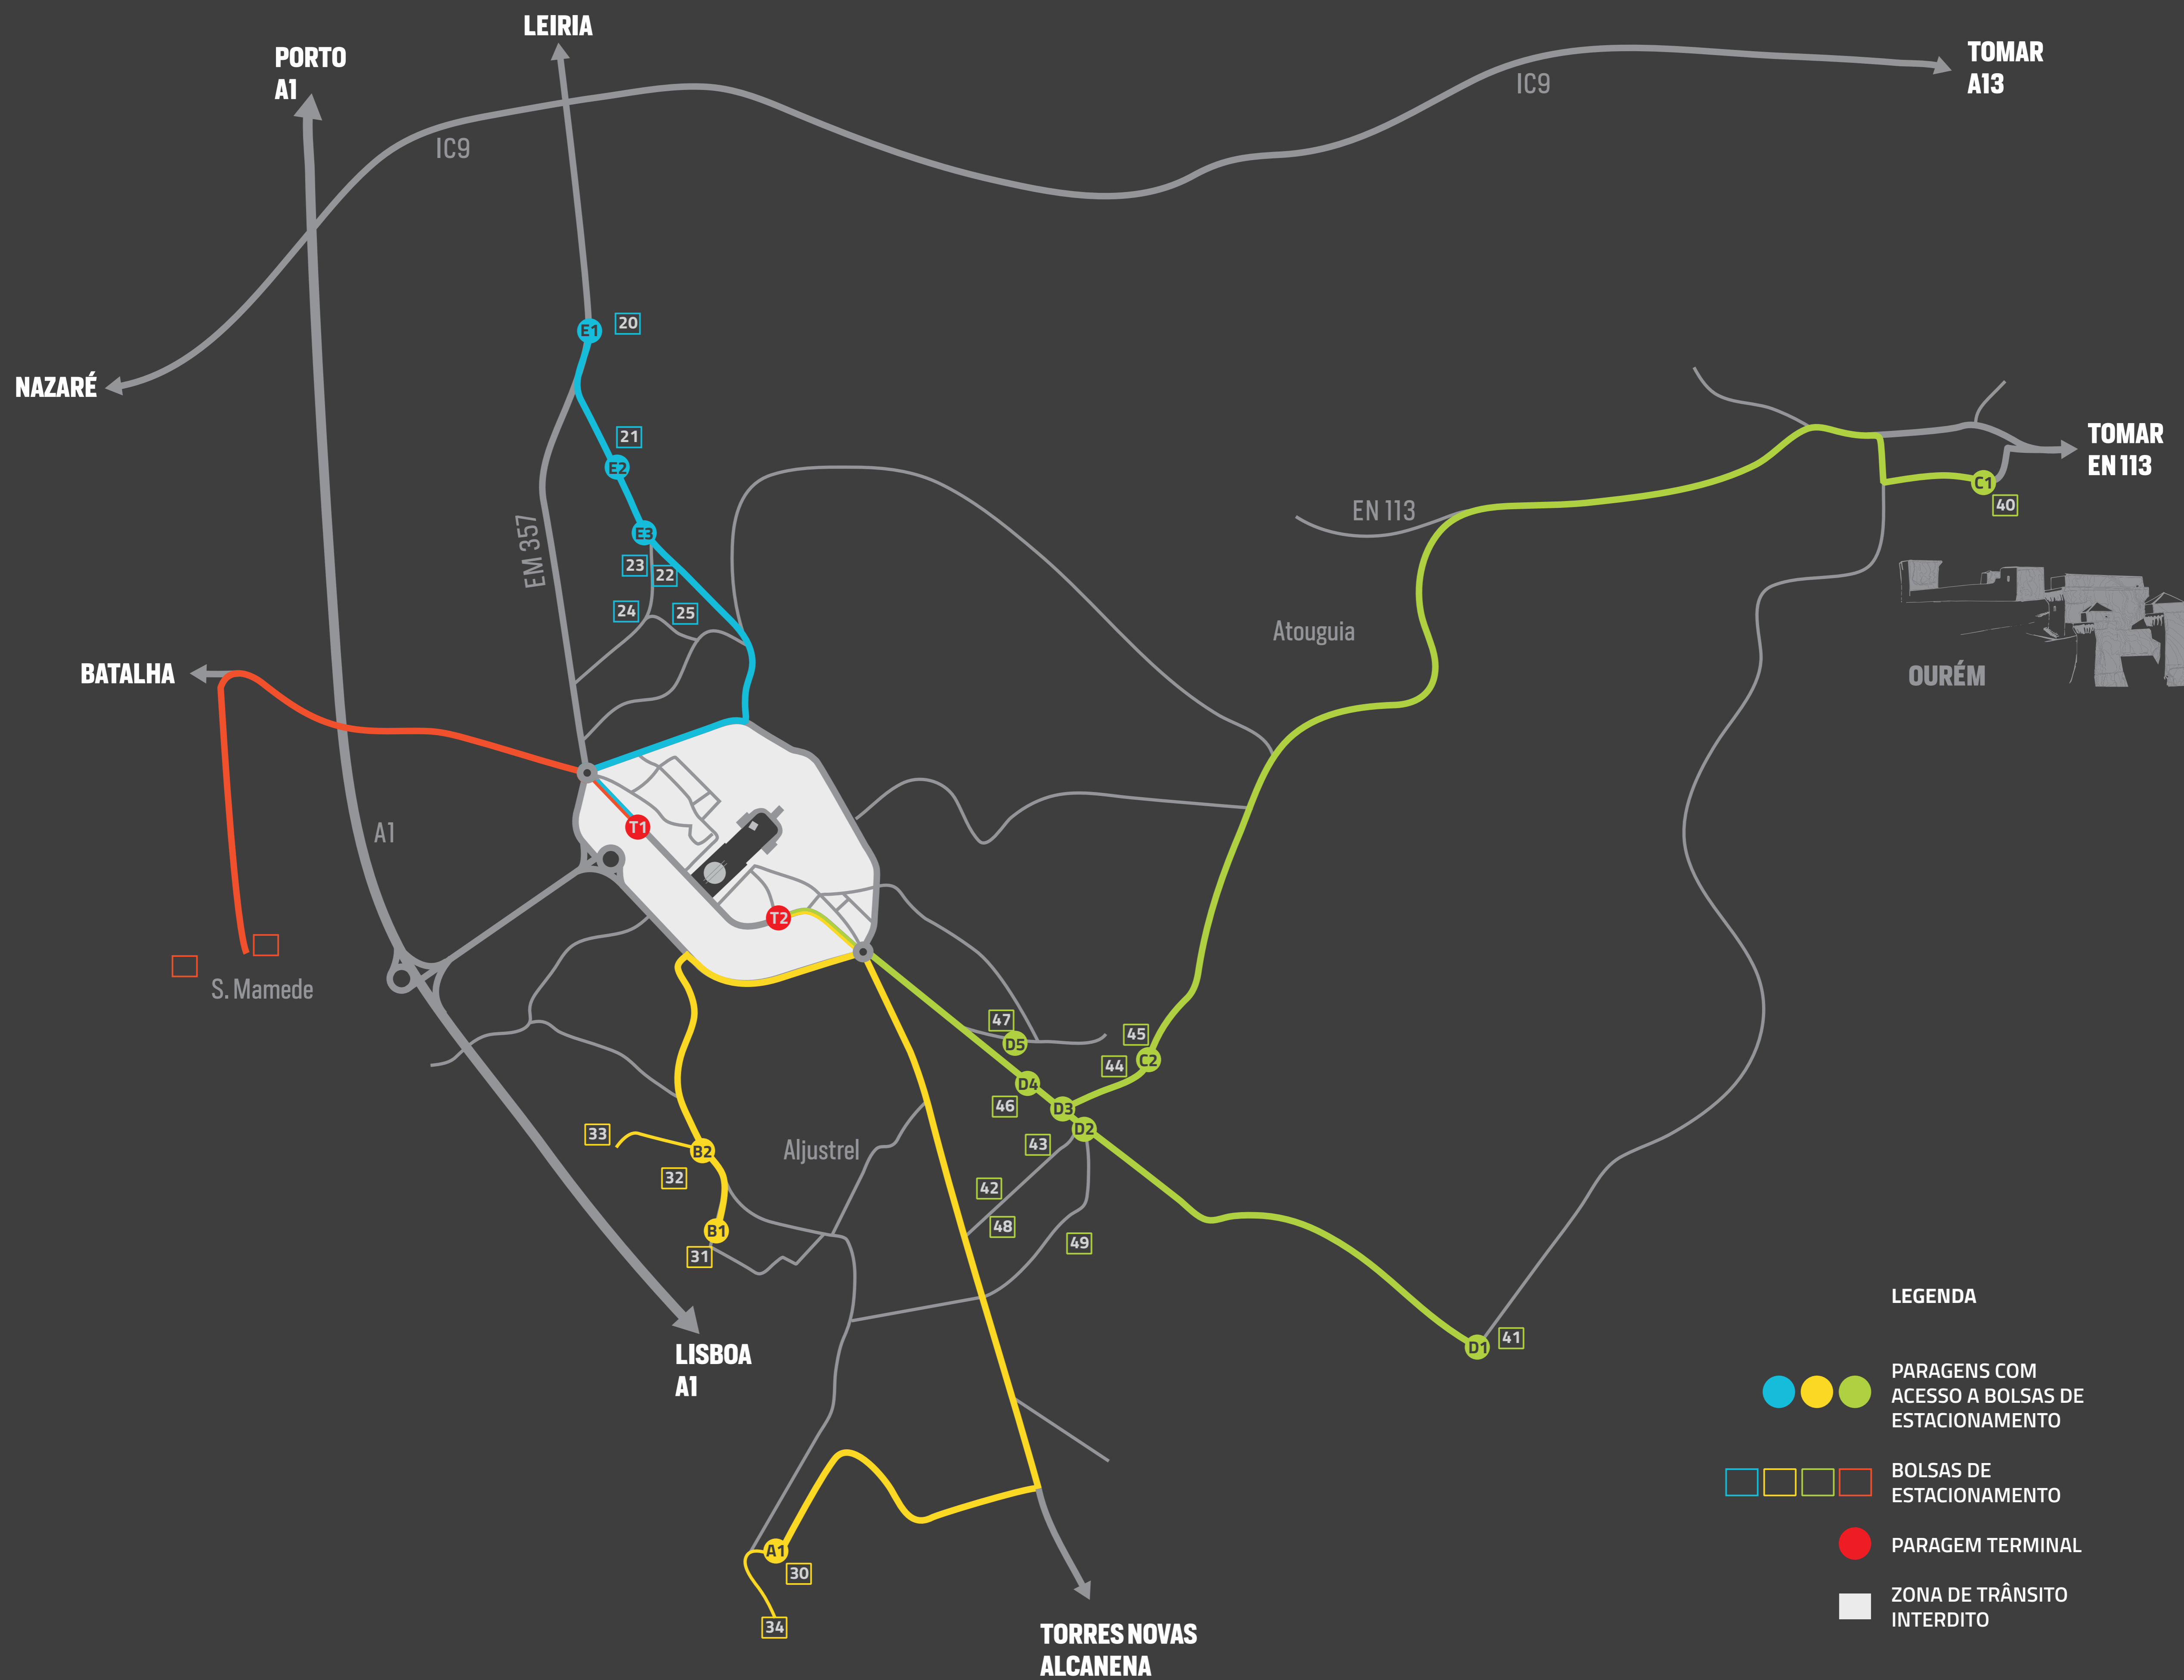 LEIRIA
PORTO
A1
TOMAR
A13
IC9
IC9
NAZARÉ
E1
20
21
E2
E3
23
22
24
25
EM 357
TOMAR
EN 113
C1
40
EN 113
Atouguia
OURÉM
BATALHA
T1
A1
T2
S. Mamede
47
D5
45
C2
44
D4
46
D3
D2
43
33
B2
Aljustrel
32
42
48
49
B1
31
LISBOA
A1
D1
41
A1
30
34
TORRES NOVAS
ALCANENA
LEGENDA
PARAGENS COM
ACESSO A BOLSAS DE
ESTACIONAMENTO
BOLSAS DE
ESTACIONAMENTO
PARAGEM TERMINAL
ZONA DE TRÂNSITO
INTERDITO